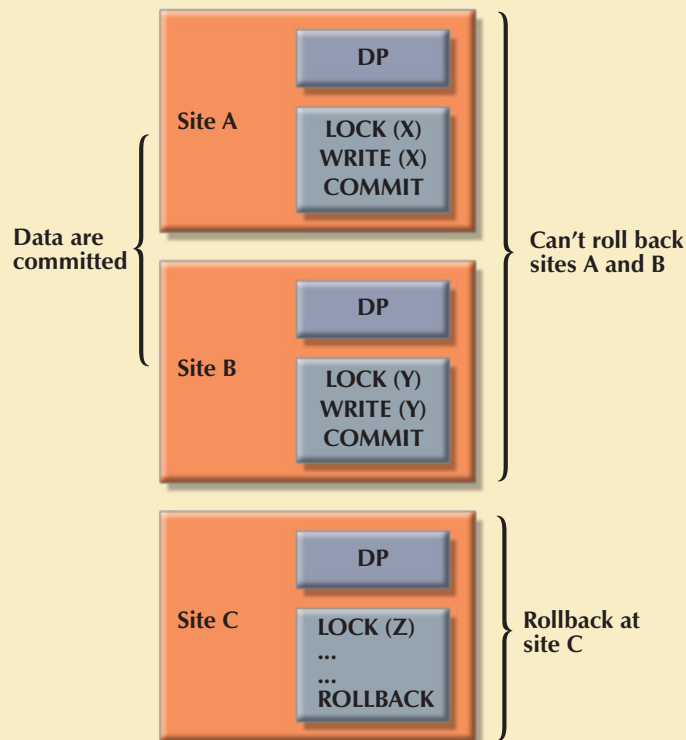 DP
Site A
LOCK (X)
WRITE (X)
COMMIT
Data are
committed
Can't roll back
sites A and B
DP
Site B
LOCK (Y)
WRITE (Y)
COMMIT
DP
Site C
LOCK (Z)
...
...
ROLLBACK
Rollback at
site C